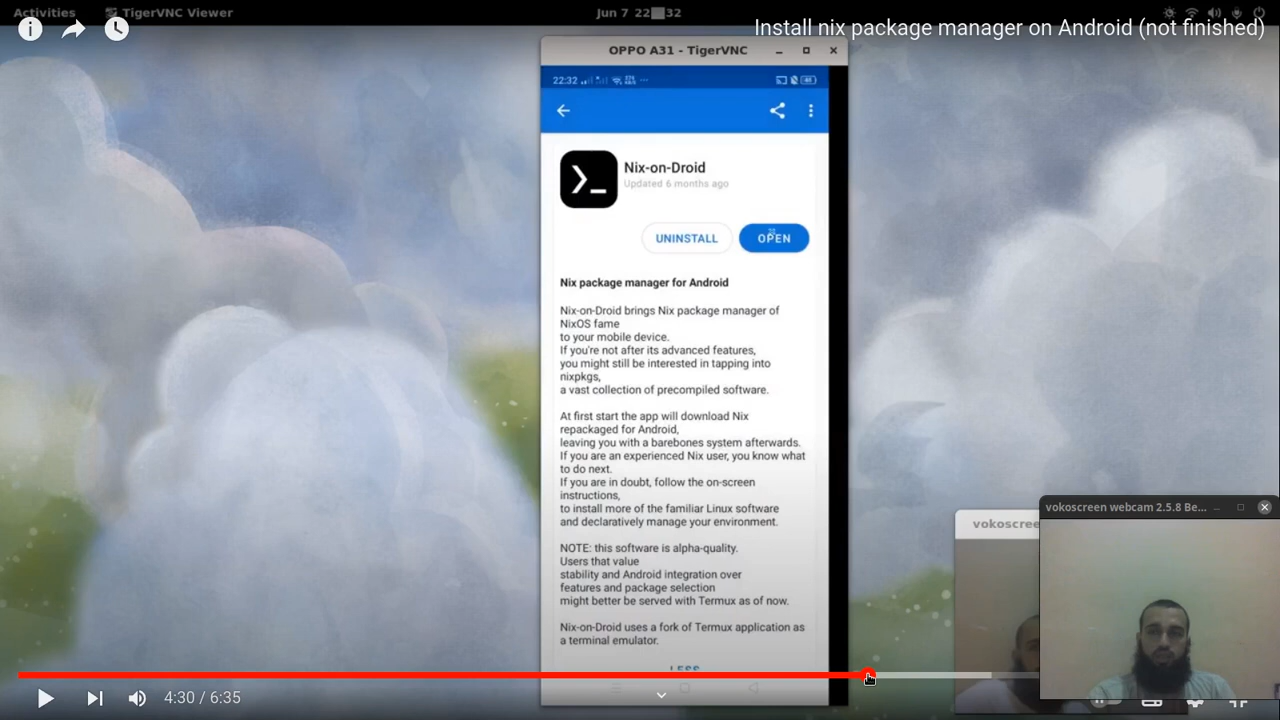 Activities
TigerVNC Viewer
Install nix package manager on Android (not finished)
OPPO A31 - TigerVNC
22:32
Nix-on-Droid
Updated 6 months ago
UNINSTALL
OPEN
Nix package manager for Android
Nix-on-Droid brings Nix package manager of
NixOS fame
to your mobile device.
If you're not after its advanced features,
you might still be interested in tapping into
nixpkgs,
a vast collection of precompiled software.
At first start the app will download Nix
repackaged for Android,
leaving you with a barebones system afterwards.
If you are an experienced Nix user, you know what
to do next.
If you are in doubt, follow the on-screen
instructions,
to install more of the familiar Linux software
and declaratively manage your environment.
NOTE: this software is alpha-quality.
Users that value
stability and Android integration over
features and package selection
might better be served with Termux as of now.
Nix-on-Droid uses a fork of Termux application as
a terminal emulator.
LESS
vokoscree
vokoscreen webcam 2.5.8 Be...
4:30 / 6:35